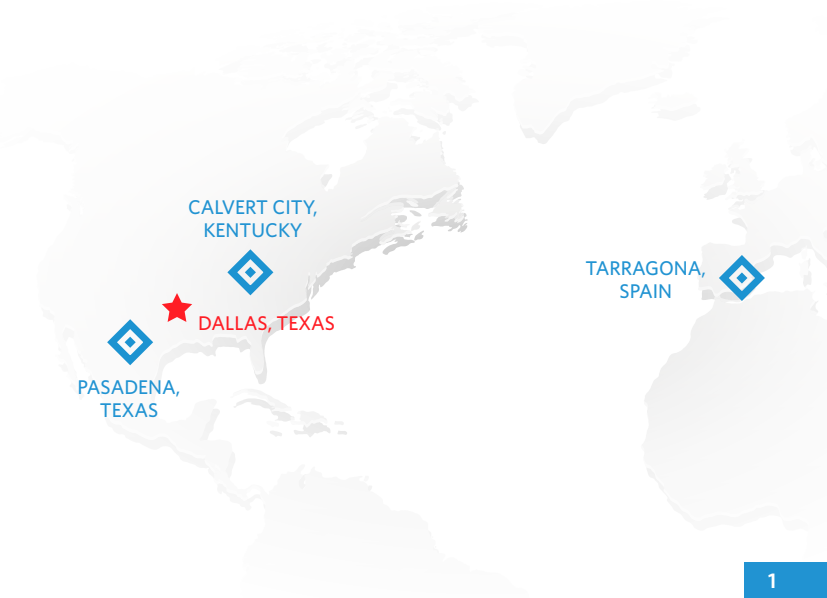 CALVERT CITY,
KENTUCKY
TARRAGONA,
SPAIN
DALLAS, TEXAS
PASADENA,
TEXAS
1